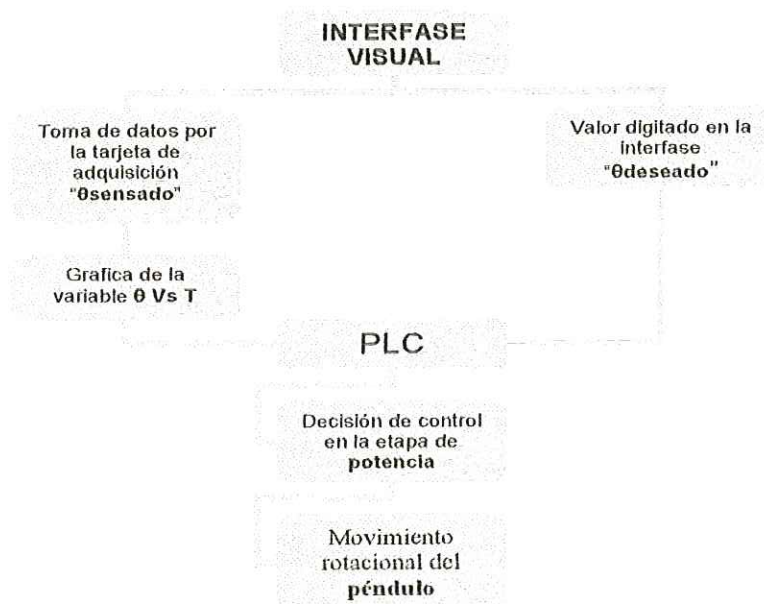 INTERFASE
VISUAL
Toma de datos por
la tarjeta de
adquisición
"θsensado"
Valor digitado en la
interfase
"θdeseado"
Grafica de la
variable θ Vs T
PLC
Decisión de control
en la etapa de
potencia
Movimiento
rotacional del
péndulo